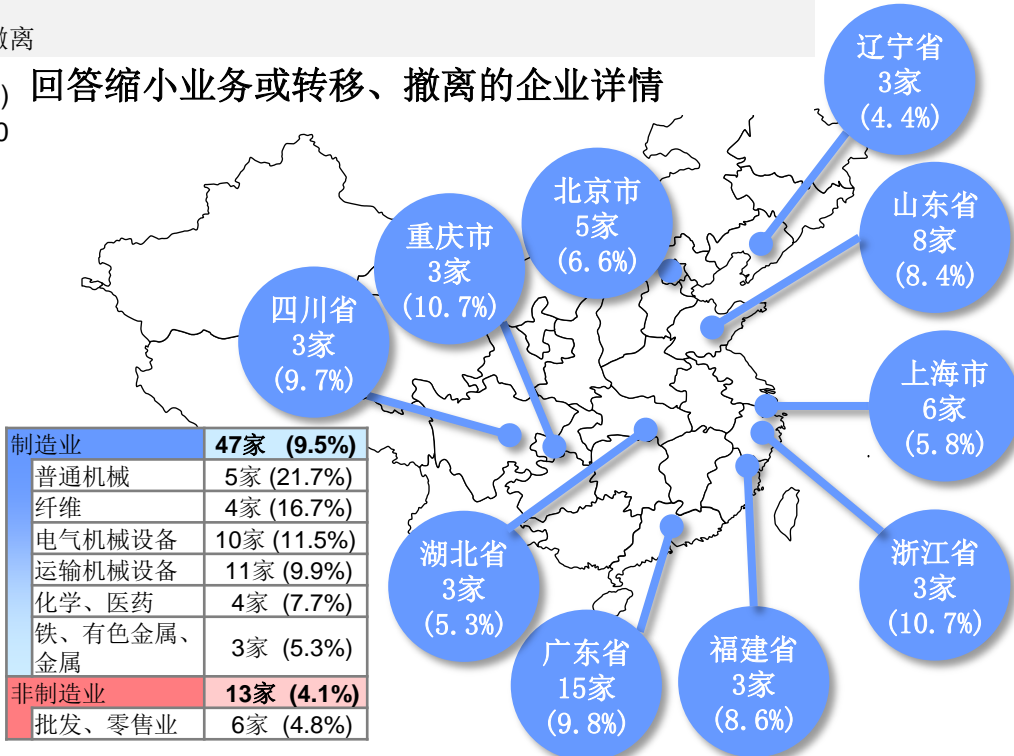 撤离
) 回答缩小业务或转移、撤离的企业详情
0
辽宁省
3家
(4.4%)
北京市
5家
(6.6%)
山东省
8家
(8.4%)
重庆市
3家
(10.7%)
四川省
3家
(9.7%)
上海市
6家
(5.8%)
制造业 47家 (9.5%)
普通机械 5家 (21.7%)
纤维 4家 (16.7%)
电气机械设备 10家 (11.5%)
运输机械设备 11家 (9.9%)
化学、医药 4家 (7.7%)
铁、有色金属、
金属 3家 (5.3%)
非制造业 13家 (4.1%)
批发、零售业 6家 (4.8%)
湖北省
3家
(5.3%)
浙江省
3家
(10.7%)
广东省
15家
(9.8%)
福建省
3家
(8.6%)